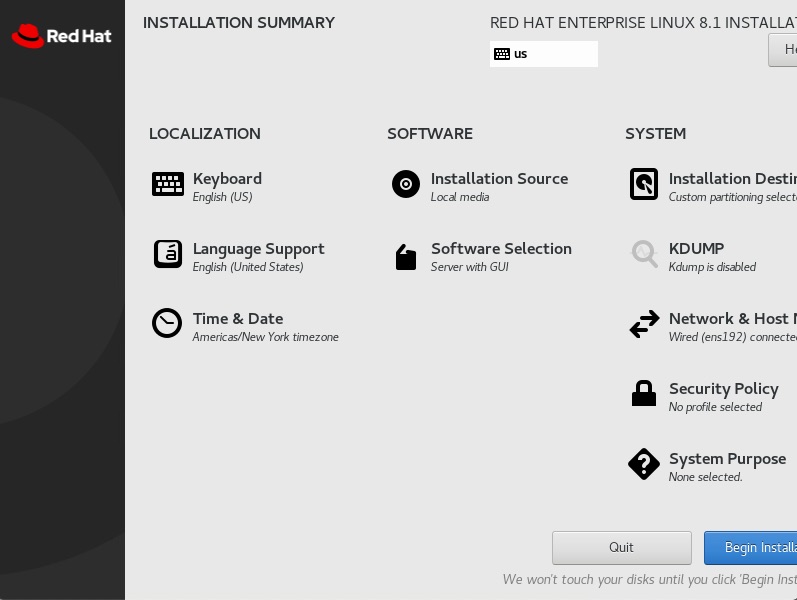 Red Hat
INSTALLATION SUMMARY
RED HAT ENTERPRISE LINUX 8.1 INSTALLAT
us
He
LOCALIZATION
Keyboard
English (US)
Language Support
English (United States)
Time & Date
Americas/New York timezone
SOFTWARE
Installation Source
Local media
Software Selection
Server with GUI
SYSTEM
Installation Destin
Custom partitioning selecte
KDUMP
Kdump is disabled
Network & Host N
Wired (ens192) connected
Security Policy
No profile selected
System Purpose
None selected.
Quit
Begin Installa
We won't touch your disks until you click 'Begin Inst